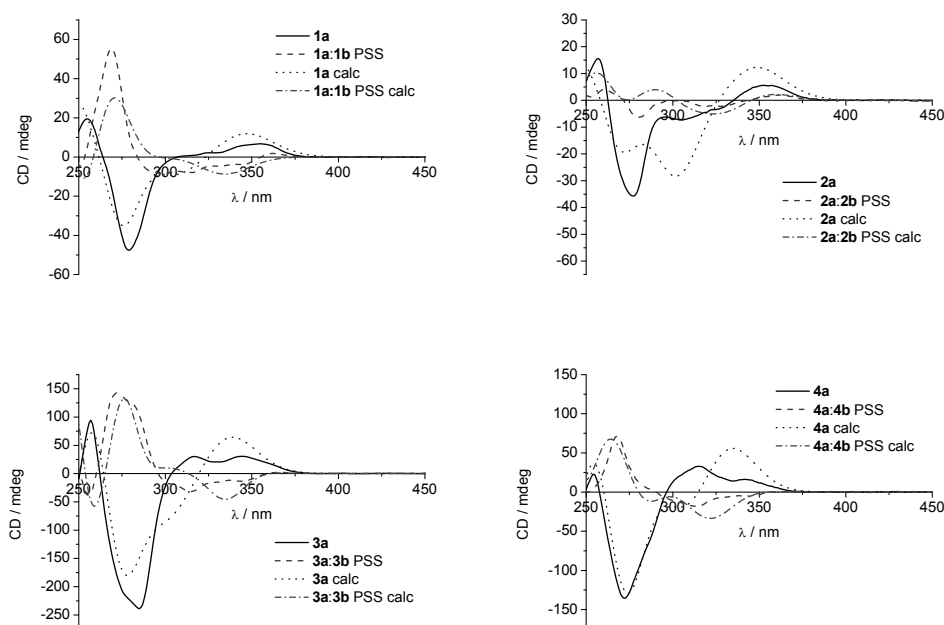 60
40
20
0
-20
-40
-60
CD / mdeg
250
300
350
400
450
λ / nm
1a
1a:1b PSS
1a calc
1a:1b PSS calc
30
20
10
0
-10
-20
-30
-40
-50
-60
CD / mdeg
250
300
350
400
450
λ / nm
2a
2a:2b PSS
2a calc
2a:2b PSS calc
150
100
50
0
-50
-100
-150
-200
-250
CD / mdeg
250
300
350
400
450
λ / nm
3a
3a:3b PSS
3a calc
3a:3b PSS calc
150
100
50
0
-50
-100
-150
CD / mdeg
250
300
350
400
450
λ / nm
4a
4a:4b PSS
4a calc
4a:4b PSS calc